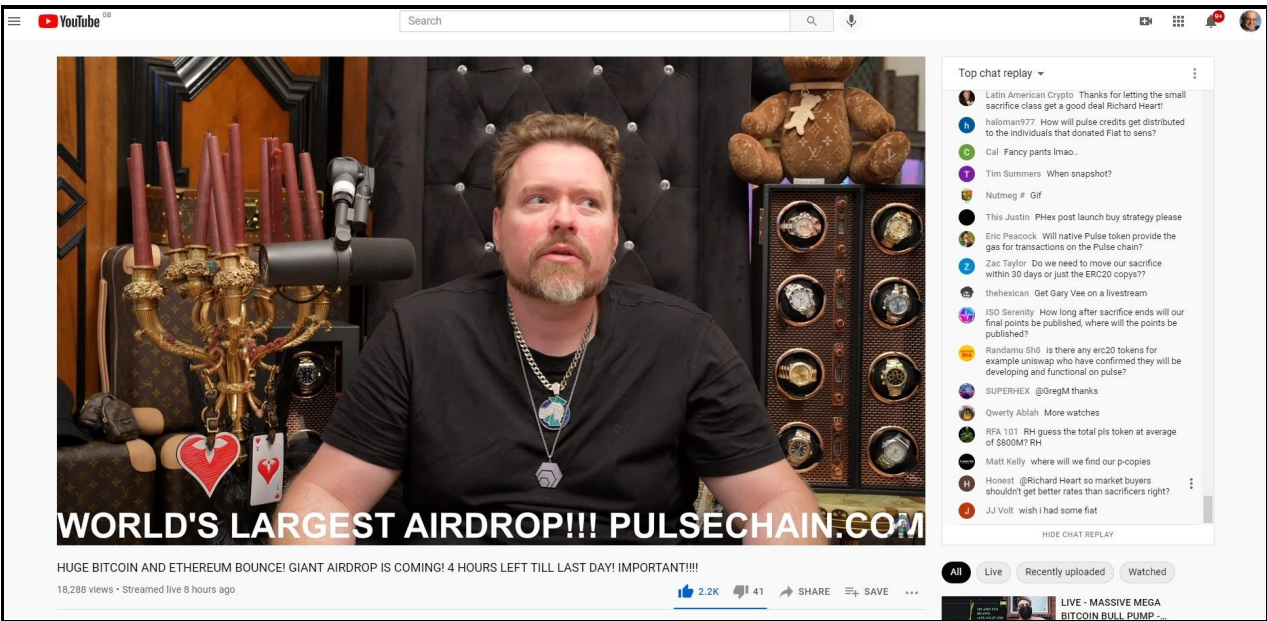 YouTube GB
Search
9+
Top chat replay
Latin American Crypto Thanks for letting the small
sacrifice class get a good deal Richard Heart!
h
haloman977 How will pulse credits get distributed
to the individuals that donated Fiat to sens?
C
Cal Fancy pants lmao..
T
Tim Summers When snapshot?
Nutmeg # Gif
This Justin PHex post launch buy strategy please
Eric Peacock Will native Pulse token provide the
gas for transactions on the Pulse chain?
Z
Zac Taylor Do we need to move our sacrifice
within 30 days or just the ERC20 copys??
thehexican Get Gary Vee on a livestream
ISO Serenity How long after sacrifice ends will our
final points be published, where will the points be
published?
Randamu Shō is there any erc20 tokens for
example uniswap who have confirmed they will be
developing and functional on pulse?
SUPERHEX @GregM thanks
Qwerty Ablah More watches
RFA 101 RH guess the total pls token at average
of $800M? RH
Matt Kelly where will we find our p-copies
H
Honest @Richard Heart so market buyers
shouldn't get better rates than sacrificers right?
J
JJ Volt wish i had some fiat
HIDE CHAT REPLAY
WORLD'S LARGEST AIRDROP!!! PULSECHAIN.COM
HUGE BITCOIN AND ETHEREUM BOUNCE! GIANT AIRDROP IS COMING! 4 HOURS LEFT TILL LAST DAY! IMPORTANT!!!!
18,288 views • Streamed live 8 hours ago
2.2K 41 SHARE SAVE
All Live Recently uploaded Watched
LIVE - MASSIVE MEGA
BITCOIN BULL PUMP -...